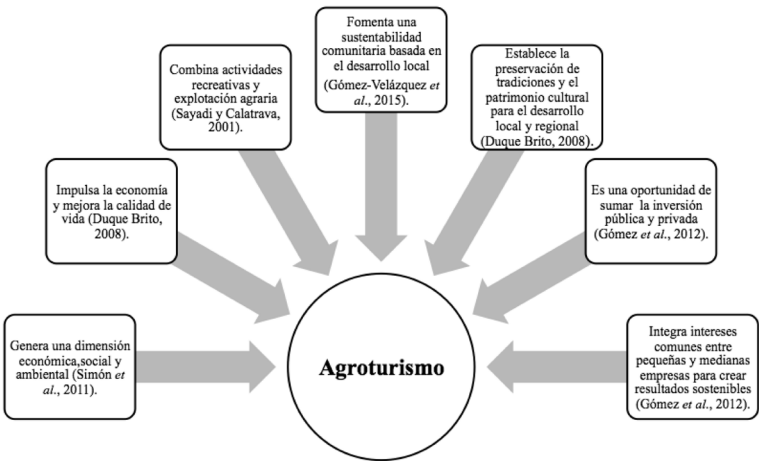 Genera una dimensión
económica,social y
ambiental (Simón et
al., 2011).
Impulsa la economía
y mejora la calidad de
vida (Duque Brito,
2008).
Combina actividades
recreativas y
explotación agraria
(Sayadi y Calatrava,
2001).
Fomenta una
sustentabilidad
comunitaria basada en
el desarrollo local
(Gómez-Velázquez et
al., 2015).
Establece la
preservación de
tradiciones y el
patrimonio cultural
para el desarrollo
local y regional
(Duque Brito, 2008).
Es una oportunidad de
sumar la inversión
pública y privada
(Gómez et al., 2012).
Integra intereses
comunes entre
pequeñas y medianas
empresas para crear
resultados sostenibles
(Gómez et al., 2012).
Agroturismo